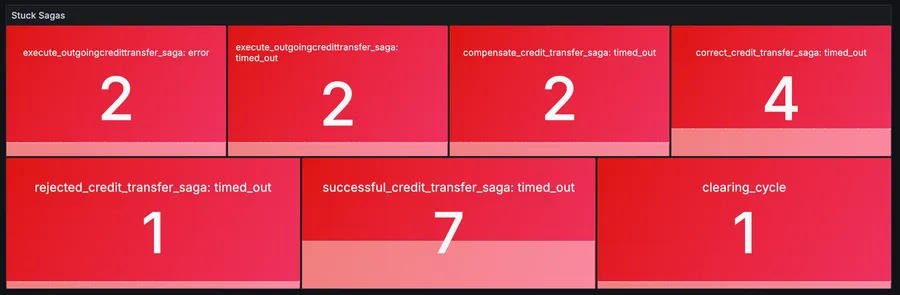 Stuck Sagas
execute_outgoingcredittransfer_saga: error
2
execute_outgoingcredittransfer_saga:
timed_out
2
compensate_credit_transfer_saga: timed_out
2
correct_credit_transfer_saga: timed_out
4
rejected_credit_transfer_saga: timed_out
1
successful_credit_transfer_saga: timed_out
7
clearing_cycle
1